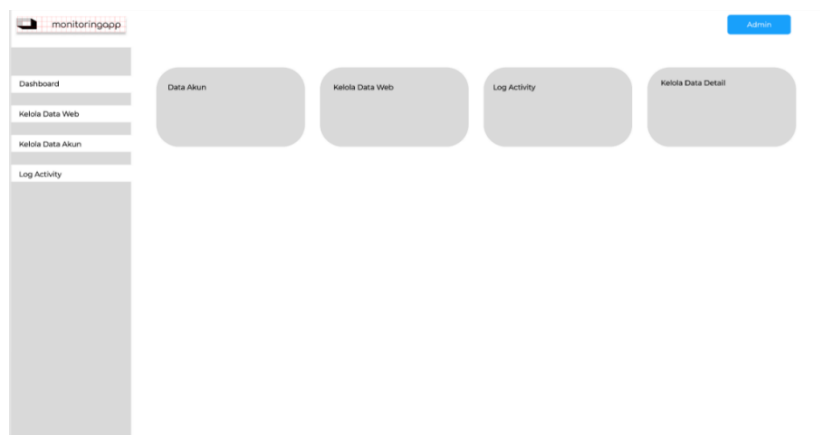 monitoringapp
Admin
Dashboard
Kelola Data Web
Kelola Data Akun
Log Activity
Data Akun
Kelola Data Web
Log Activity
Kelola Data Detail